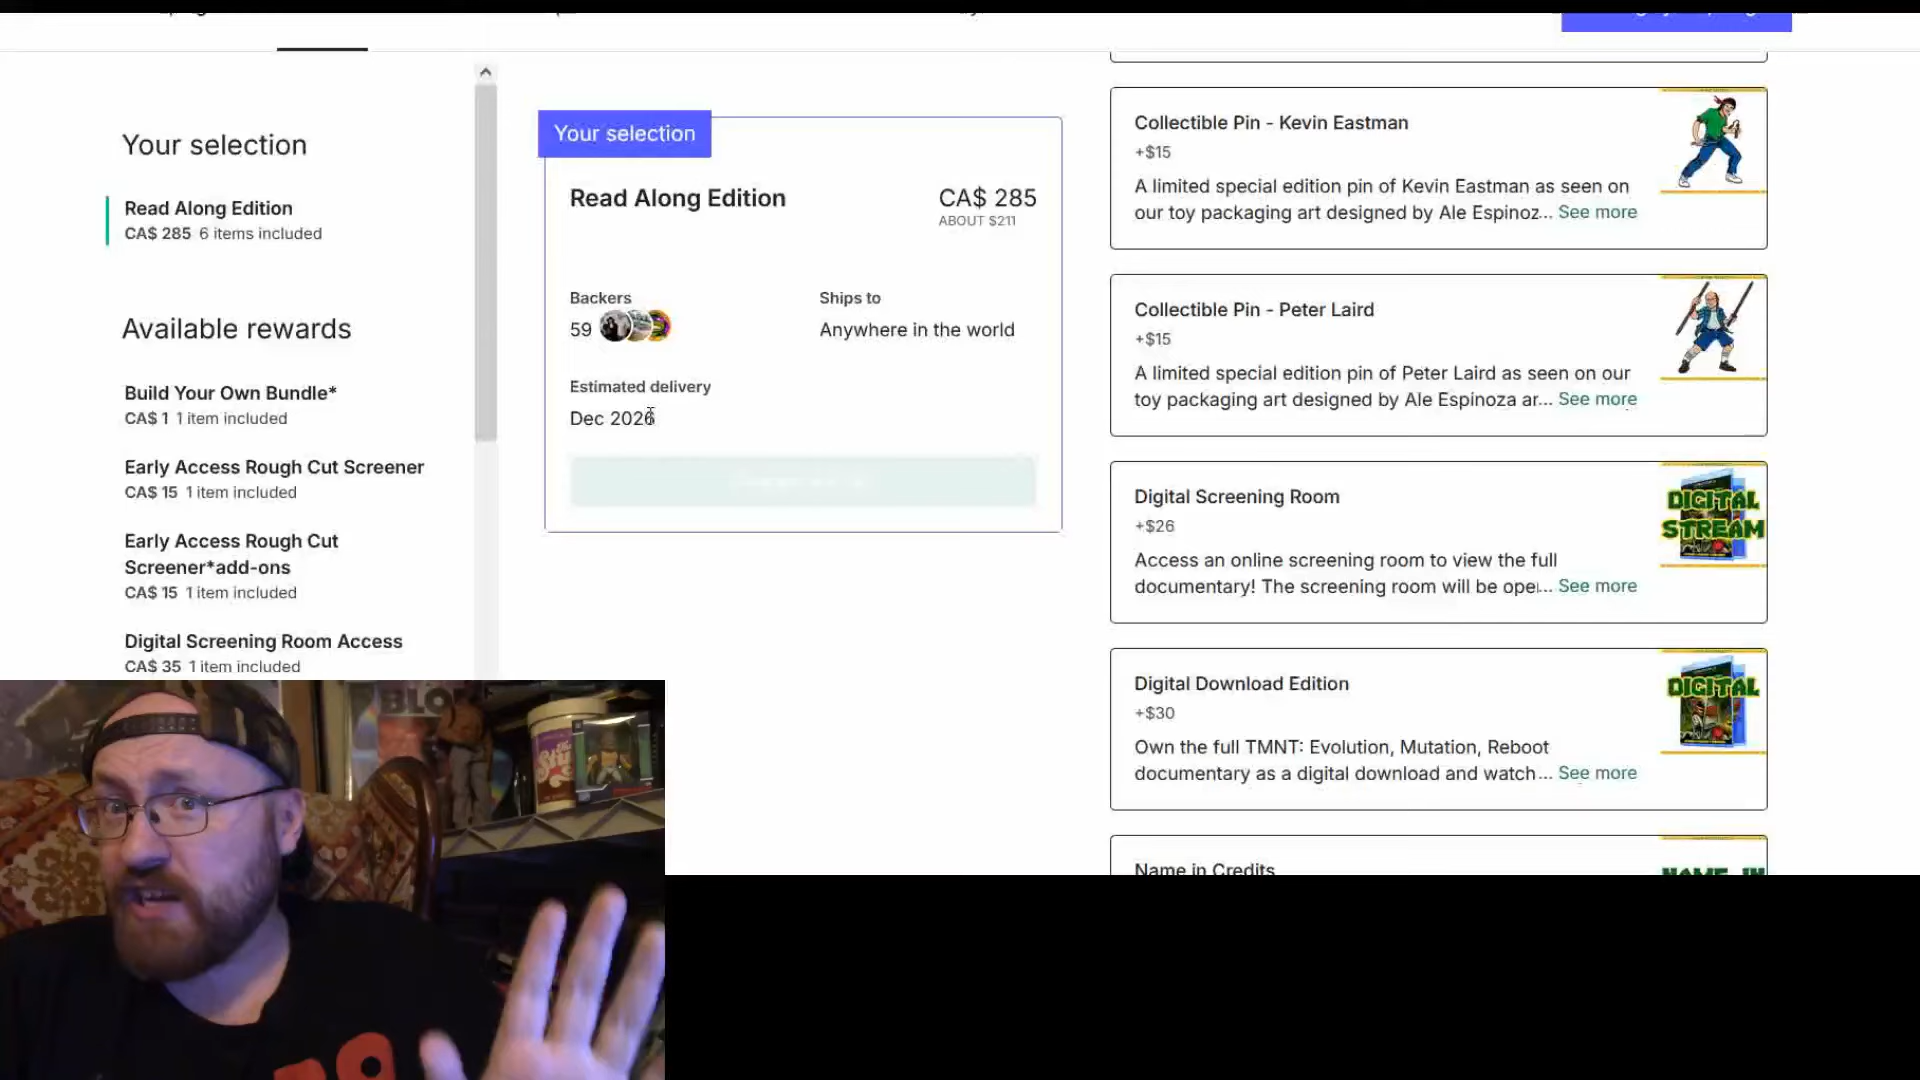 Your selection
Read Along Edition
CA$ 285 6 items included
Available rewards
Build Your Own Bundle*
CA$ 1 1 item included
Early Access Rough Cut Screener
CA$ 15 1 item included
Early Access Rough Cut
Screener*add-ons
CA$ 15 1 item included
Digital Screening Room Access
CA$ 35 1 item included
Your selection
Read Along Edition
CA$ 285
ABOUT $211
Backers
59
Ships to
Anywhere in the world
Estimated delivery
Dec 2026
Collectible Pin - Kevin Eastman
+$15
A limited special edition pin of Kevin Eastman as seen on
our toy packaging art designed by Ale Espinoz... See more
Collectible Pin - Peter Laird
+$15
A limited special edition pin of Peter Laird as seen on our
toy packaging art designed by Ale Espinoza ar... See more
Digital Screening Room
+$26
Access an online screening room to view the full
documentary! The screening room will be ope... See more
DIGITAL
STREAM
Digital Download Edition
+$30
Own the full TMNT: Evolution, Mutation, Reboot
documentary as a digital download and watch... See more
DIGITAL
Name in Credits
NAME IN
The
Stuff